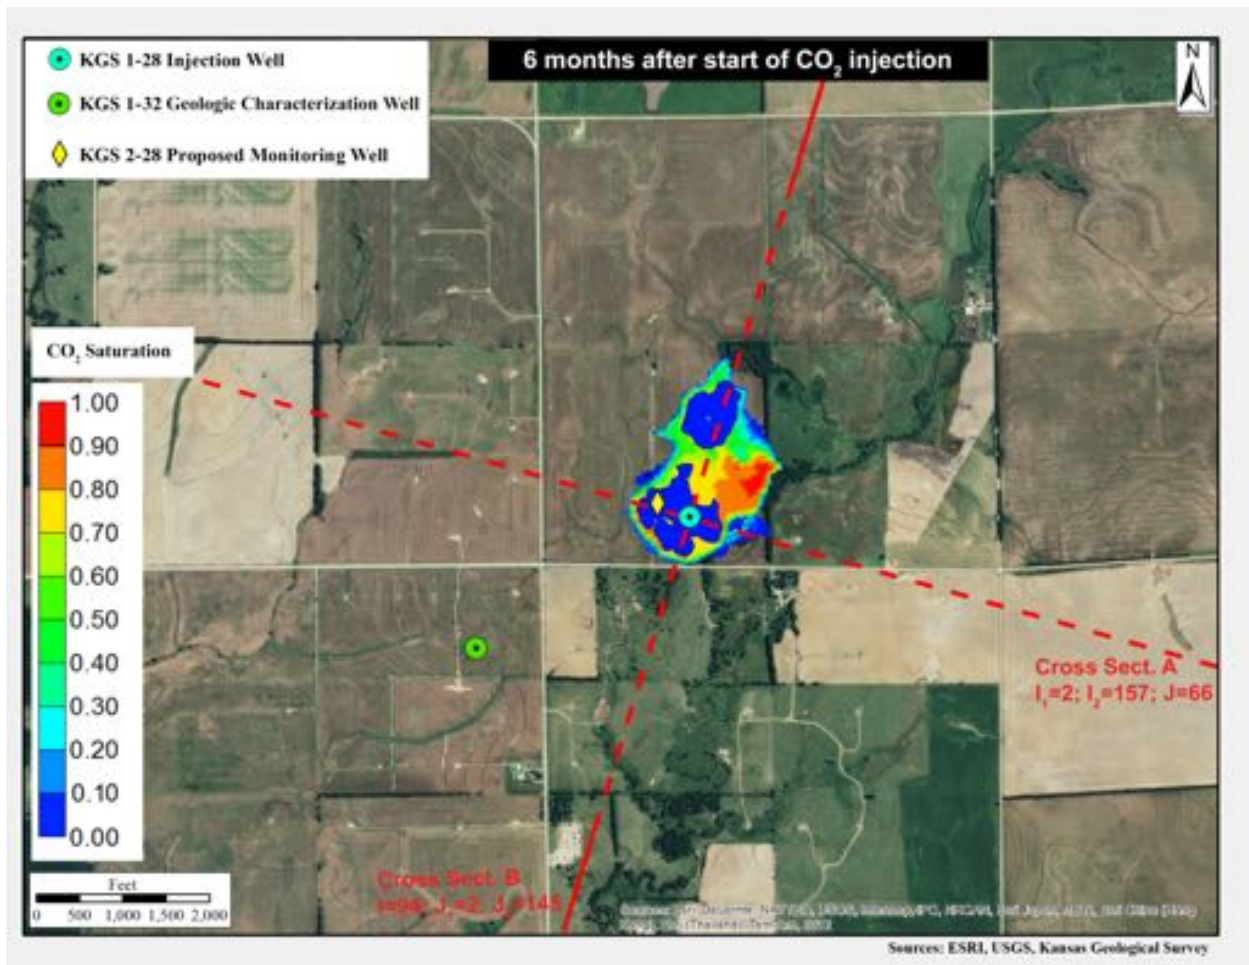 KGS 1-28 Injection Well
KGS 1-32 Geologic Characterization Well
KGS 2-28 Proposed Monitoring Well
6 months after start of CO₂ injection
N
CO₂ Saturation
1.00
0.90
0.80
0.70
0.60
0.50
0.40
0.30
0.20
0.10
0.00
Cross Sect. A
I₁=2; I₂=157; J=66
Cross Sect. B
Feet
0 500 1,000 1,500 2,000
Sources: ESRI, USGS, Kansas Geological Survey